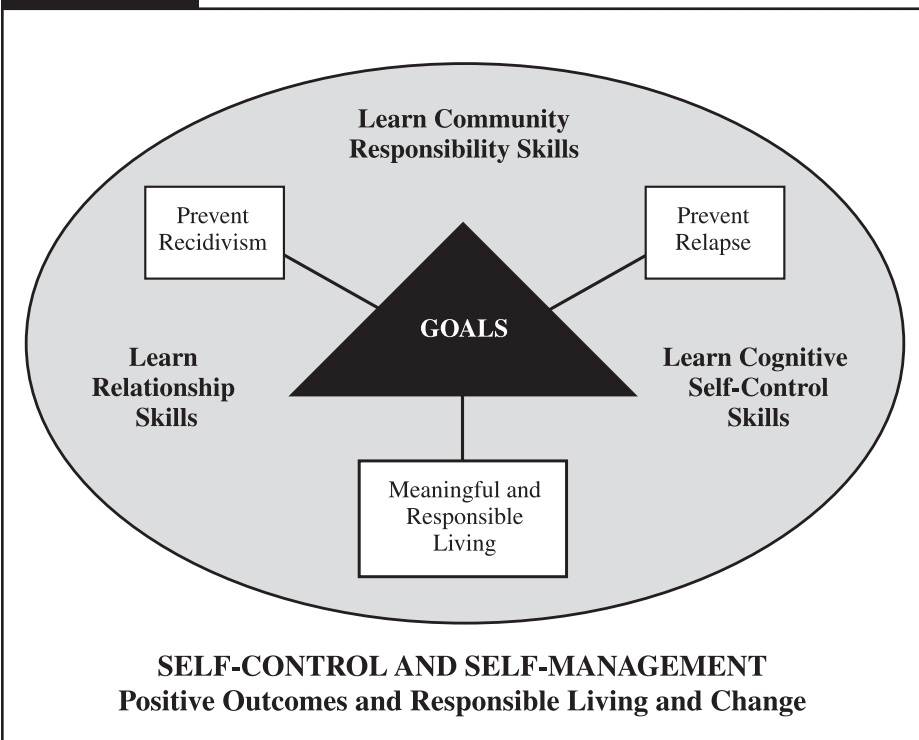 Learn Community
Responsibility Skills
Prevent
Recidivism
Prevent
Relapse
GOALS
Learn
Relationship
Skills
Learn Cognitive
Self-Control
Skills
Meaningful and
Responsible
Living
SELF-CONTROL AND SELF-MANAGEMENT
Positive Outcomes and Responsible Living and Change